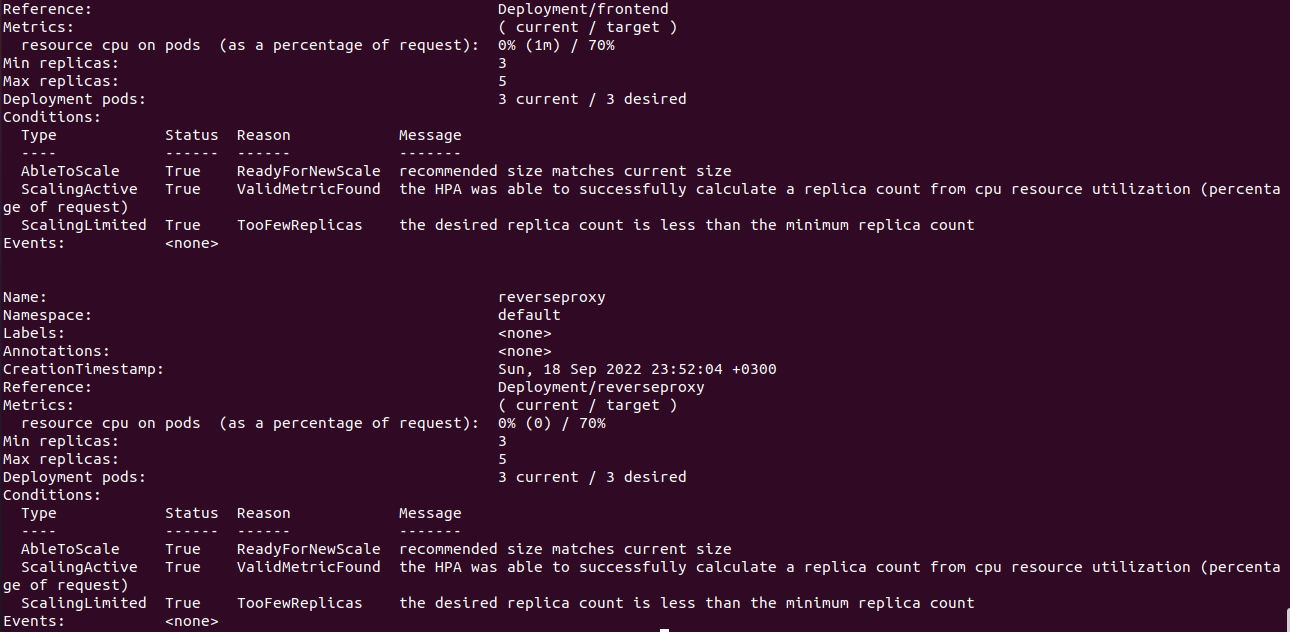 Reference:                                             Deployment/frontend
Metrics:                                               ( current / target )
  resource cpu on pods  (as a percentage of request):  0% (1m) / 70%
Min replicas:                                          3
Max replicas:                                          5
Deployment pods:                                       3 current / 3 desired
Conditions:
  Type            Status  Reason            Message
  ----            ------  ------            -------
  AbleToScale     True    ReadyForNewScale  recommended size matches current size
  ScalingActive   True    ValidMetricFound  the HPA was able to successfully calculate a replica count from cpu resource utilization (percenta
ge of request)
  ScalingLimited  True    TooFewReplicas    the desired replica count is less than the minimum replica count
Events:           <none>
Name:                                                  reverseproxy
Namespace:                                             default
Labels:                                                <none>
Annotations:                                           <none>
CreationTimestamp:                                     Sun, 18 Sep 2022 23:52:04 +0300
Reference:                                             Deployment/reverseproxy
Metrics:                                               ( current / target )
  resource cpu on pods  (as a percentage of request):  0% (0) / 70%
Min replicas:                                          3
Max replicas:                                          5
Deployment pods:                                       3 current / 3 desired
Conditions:
  Type            Status  Reason            Message
  ----            ------  ------            -------
  AbleToScale     True    ReadyForNewScale  recommended size matches current size
  ScalingActive   True    ValidMetricFound  the HPA was able to successfully calculate a replica count from cpu resource utilization (percenta
ge of request)
  ScalingLimited  True    TooFewReplicas    the desired replica count is less than the minimum replica count
Events:           <none>